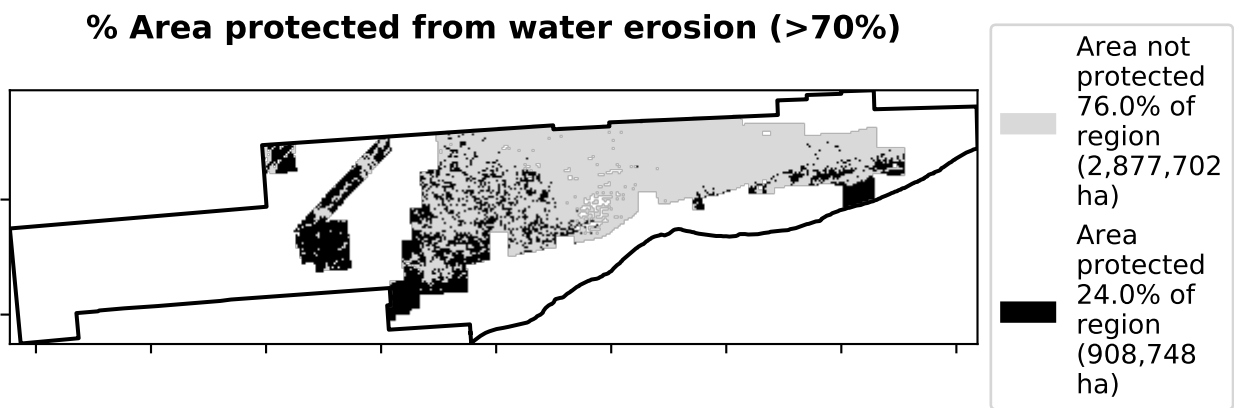 % Area protected from water erosion (>70%)
Area not
protected
76.0% of
region
(2,877,702
ha)
Area
protected
24.0% of
region
(908,748
ha)